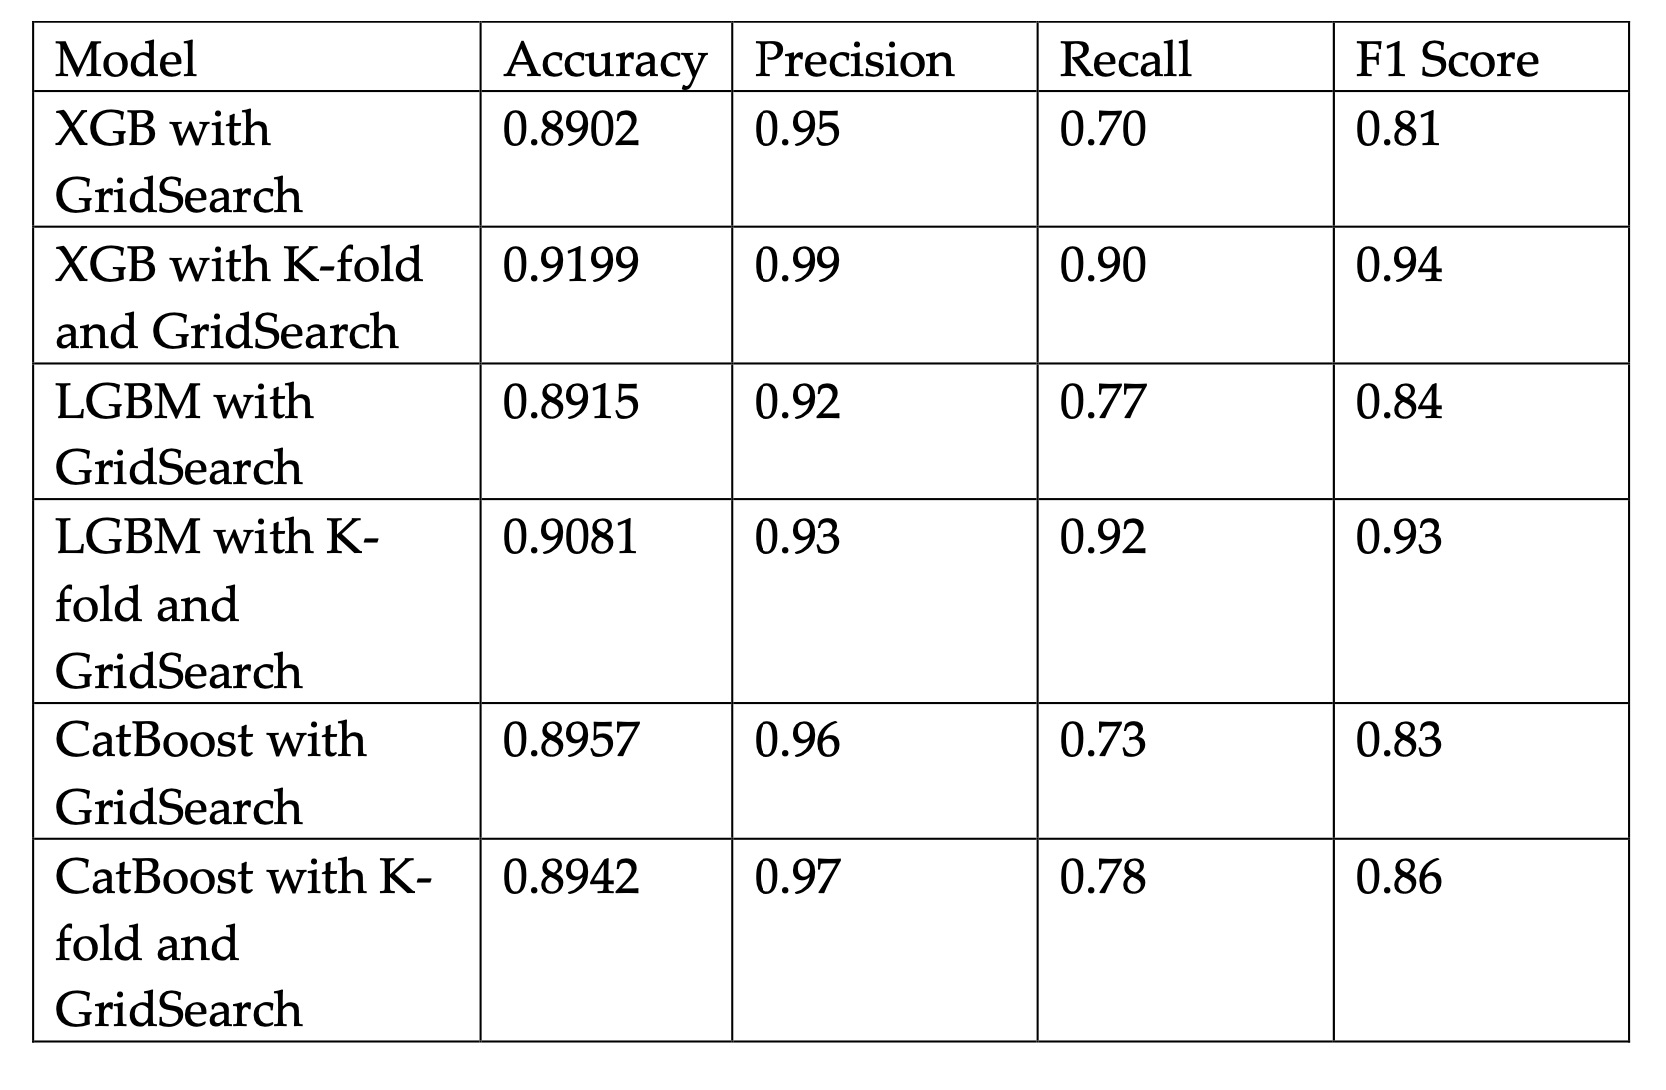 Model Accuracy Precision Recall F1 Score
XGB with 0.8902 0.95 0.70 0.81
GridSearch
XGB with K-fold 0.9199 0.99 0.90 0.94
and GridSearch
LGBM with 0.8915 0.92 0.77 0.84
GridSearch
LGBM with K- 0.9081 0.93 0.92 0.93
fold and
GridSearch
CatBoost with 0.8957 0.96 0.73 0.83
GridSearch
CatBoost with K- 0.8942 0.97 0.78 0.86
fold and
GridSearch